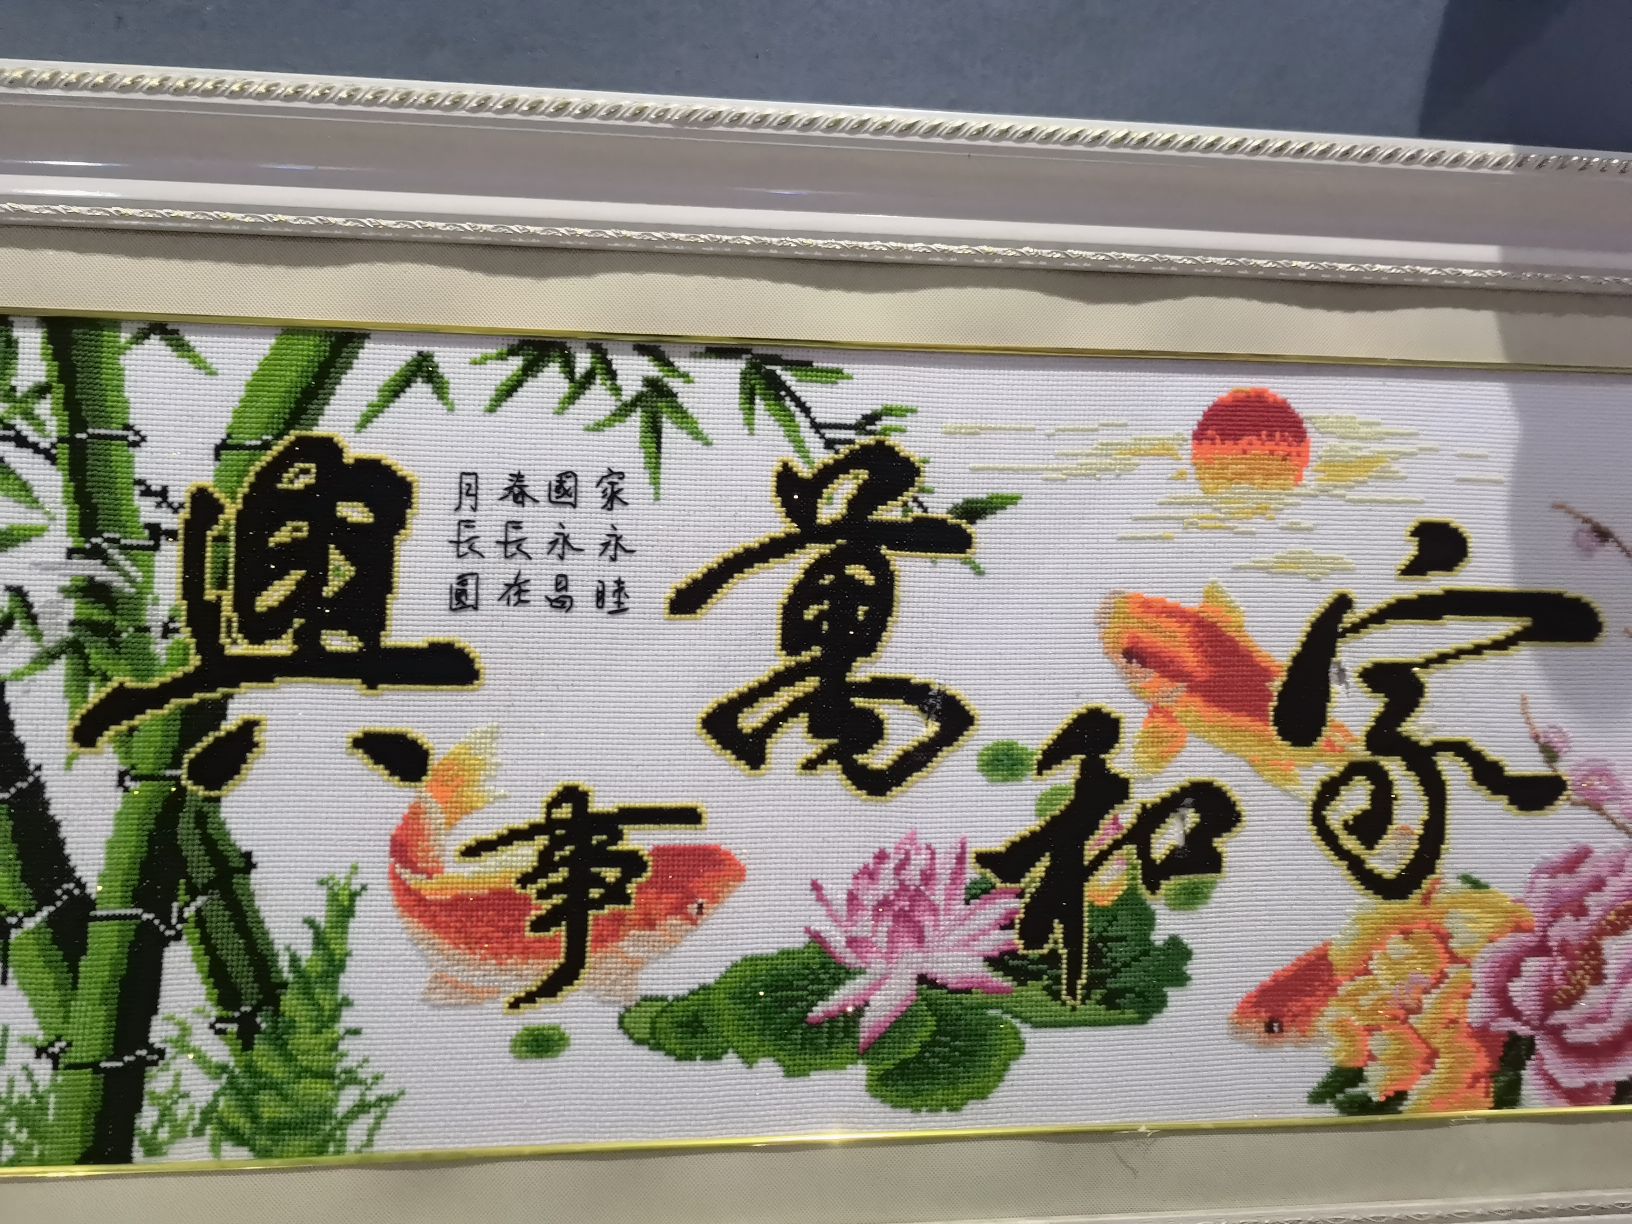 家和萬事興
家永睦
國永昌
春長在
月長圓